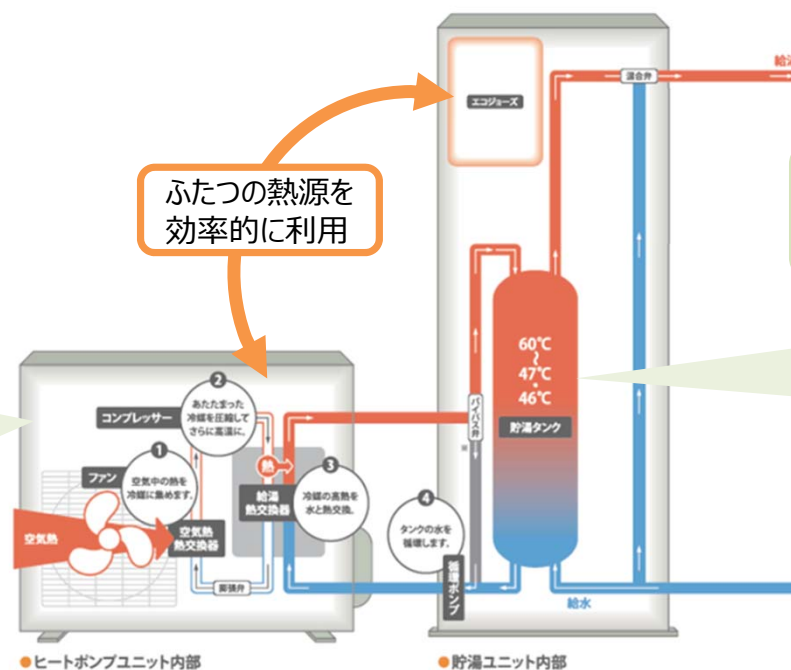 給湯
混合弁
エコジョーズ
ふたつの熱源を
効率的に利用
60℃
〜
47℃
・
46℃
貯湯タンク
バイパス弁
※
2
あたたまった
冷媒を圧縮して
さらに高温に。
コンプレッサー
1
空気中の熱を
冷媒に集めます。
ファン
熱
3
冷媒の高熱を
水と熱交換。
給湯
熱交換器
4
タンクの水を
循環します。
空気熱
空気熱
熱交換器
膨張弁
循環ポンプ
給水
●ヒートポンプユニット内部
●貯湯ユニット内部